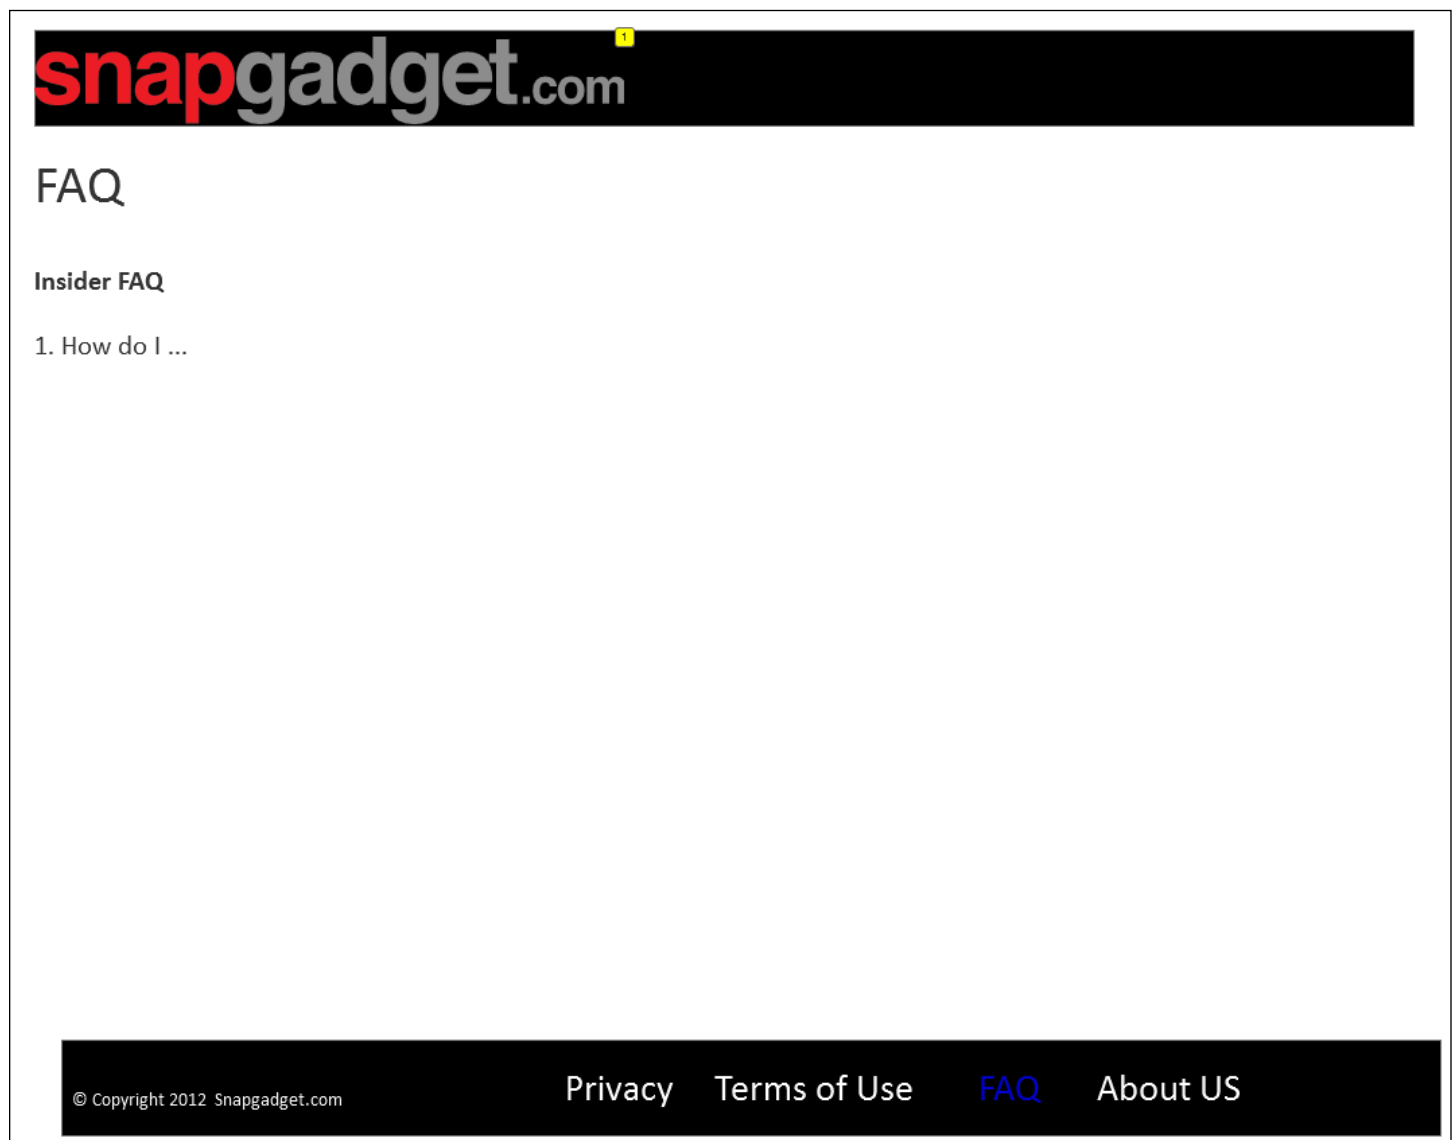 snapgadget.com 1
FAQ
Insider FAQ
1. How do I ...
© Copyright 2012 Snapgadget.com Privacy Terms of Use FAQ About US